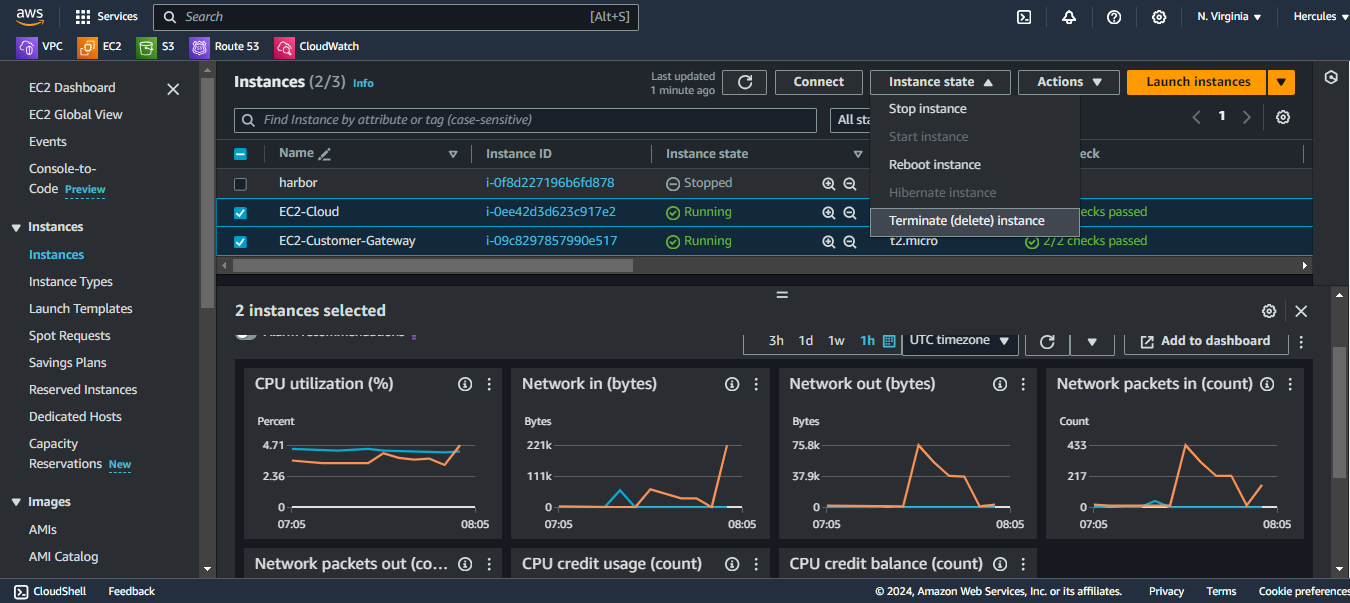 aws
Services
Search
[Alt+S]
N. Virginia
Hercules
VPC
EC2
S3
Route 53
CloudWatch
EC2 Dashboard
EC2 Global View
Events
Console-to-
Code Preview
Instances
Instances
Instance Types
Launch Templates
Spot Requests
Savings Plans
Reserved Instances
Dedicated Hosts
Capacity
Reservations New
Images
AMIs
AMI Catalog
Instances (2/3) Info
Last updated
1 minute ago
Connect
Instance state
Actions
Launch instances
Find Instance by attribute or tag (case-sensitive)
All sta
1
Stop instance
Start instance
Reboot instance
Hibernate instance
Terminate (delete) instance
Name
Instance ID
Instance state
eck
harbor
i-0f8d227196b6fd878
Stopped
EC2-Cloud
i-0ee42d3d623c917e2
Running
ecks passed
EC2-Customer-Gateway
i-09c8297857990e517
Running
t2.micro
2/2 checks passed
2 instances selected
Alarm recommendations
3h 1d 1w 1h
UTC timezone
Add to dashboard
CPU utilization (%)
Percent
4.71
2.36
0
07:05
08:05
Network in (bytes)
Bytes
221k
111k
0
07:05
08:05
Network out (bytes)
Bytes
75.8k
37.9k
0
07:05
08:05
Network packets in (count)
Count
433
217
0
07:05
08:05
Network packets out (co...
CPU credit usage (count)
CPU credit balance (count)
CloudShell
Feedback
© 2024, Amazon Web Services, Inc. or its affiliates.
Privacy
Terms
Cookie preferences